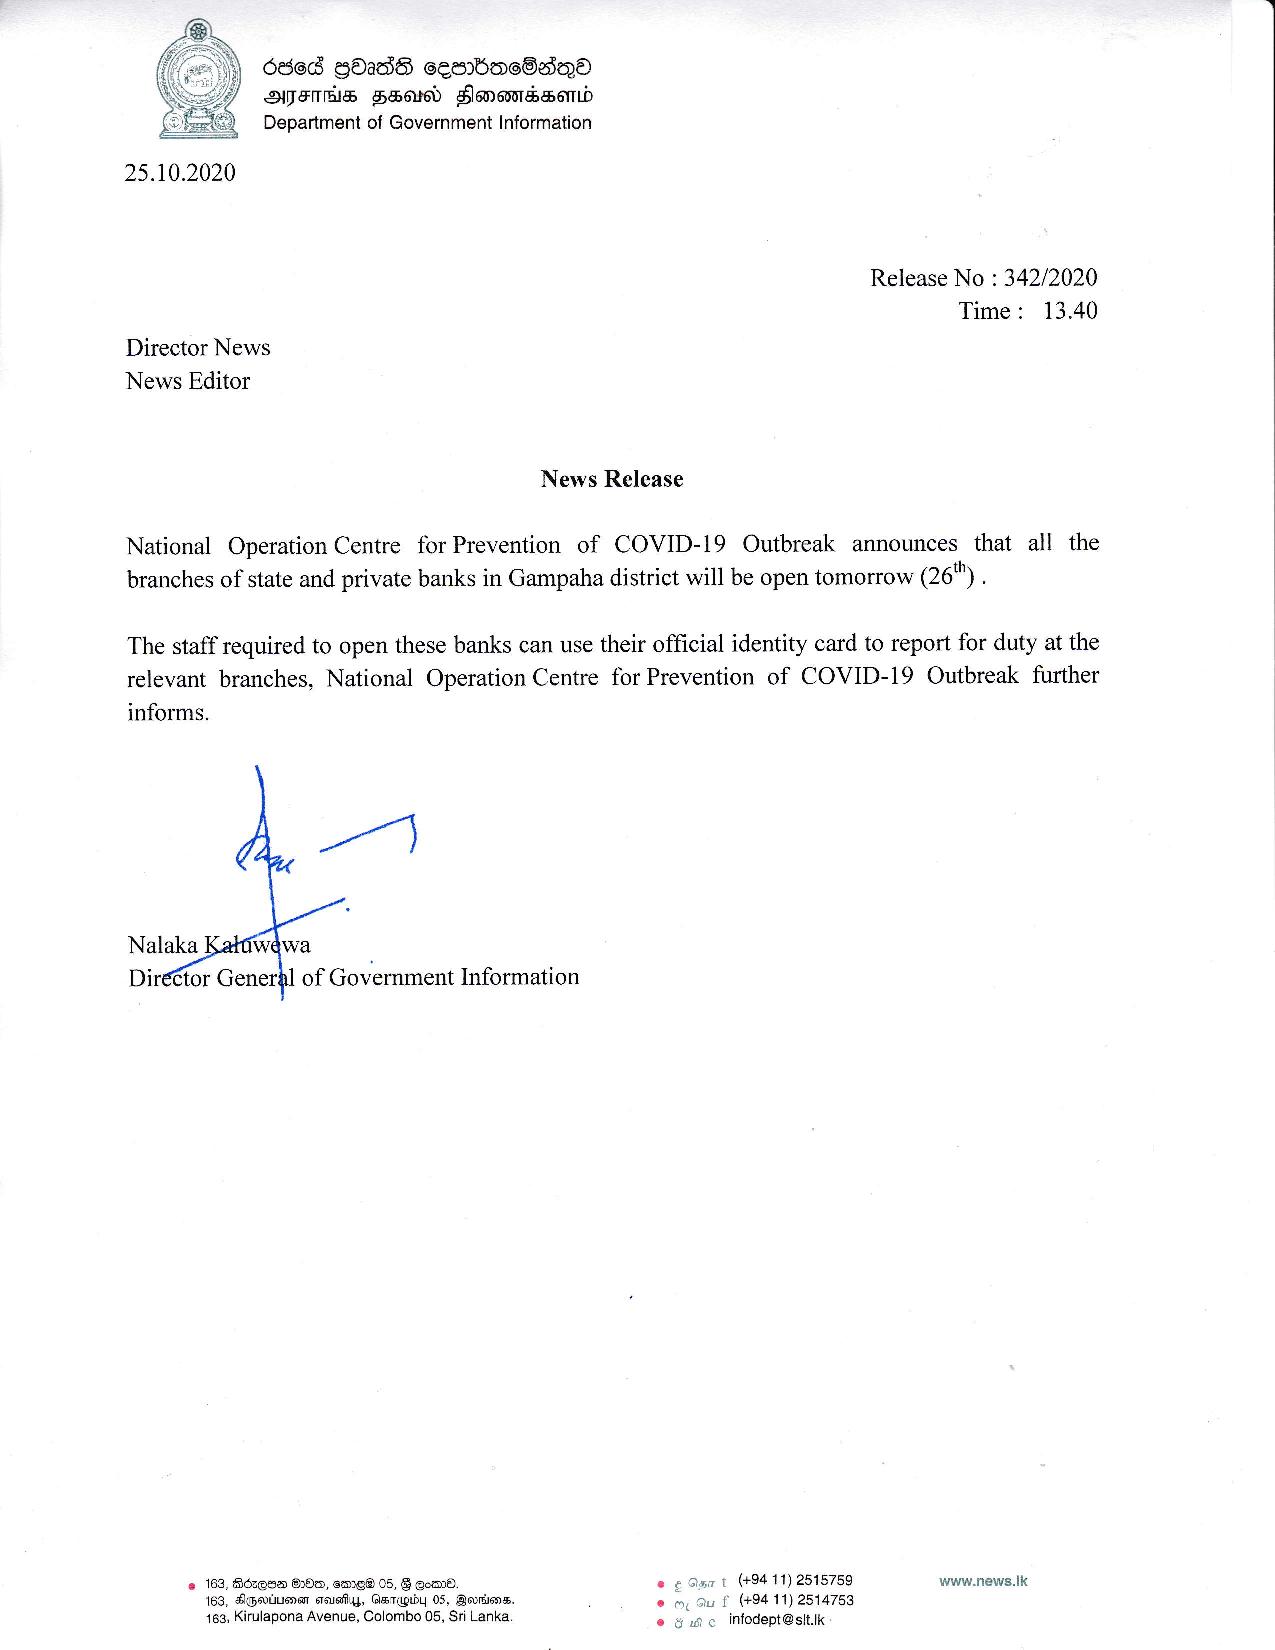 රජයේ ප්‍රවෘත්ති දෙපාර්තමේන්තුව
அரசாங்க தகவல் திணைக்களம்
Department of Government Information
25.10.2020
Release No : 342/2020
Time : 13.40
Director News
News Editor
News Release
National Operation Centre for Prevention of COVID-19 Outbreak announces that all the
branches of state and private banks in Gampaha district will be open tomorrow (26th) .
The staff required to open these banks can use their official identity card to report for duty at the
relevant branches, National Operation Centre for Prevention of COVID-19 Outbreak further
informs.
Nalaka Kaluwewa
Director General of Government Information
163, කිරුලපන මාවත, කොළඹ 05, ශ්‍රී ලංකාව.
163, கிருலப்பனை எவனியூ, கொழும்பு 05, இலங்கை.
163, Kirulapona Avenue, Colombo 05, Sri Lanka.
දු தொ t (+94 11) 2515759
ෆැ பெ f (+94 11) 2514753
ඊ மி e infodept@slt.lk
www.news.lk